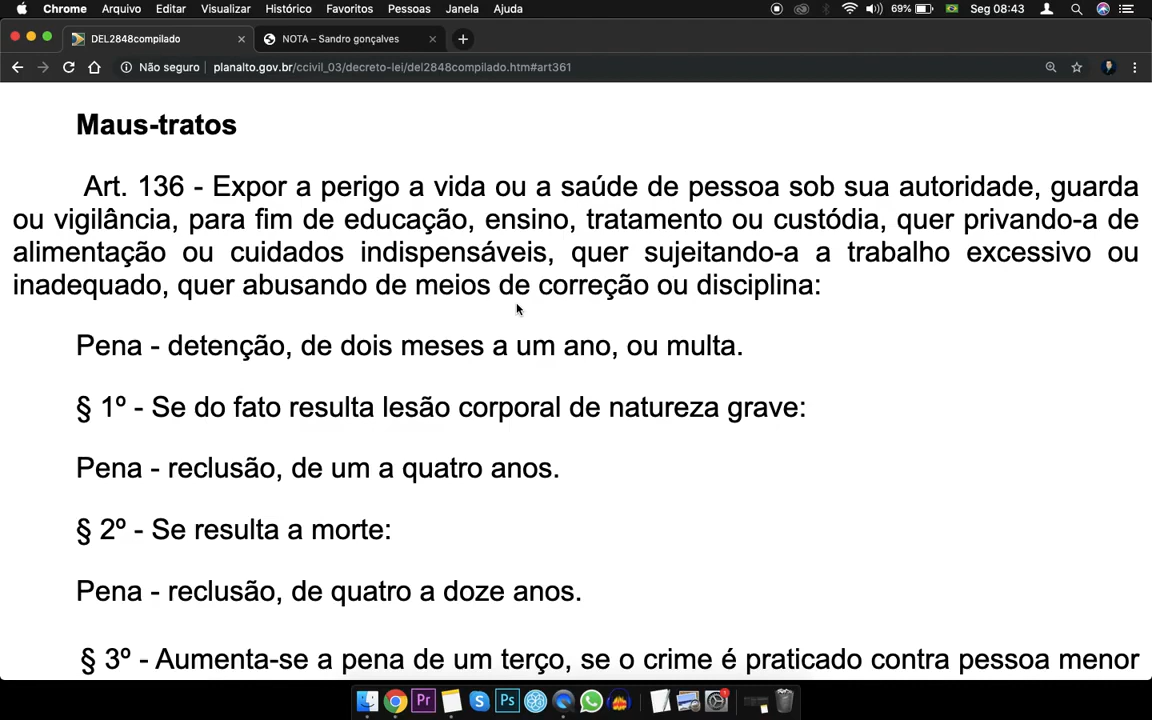 Chrome Arquivo Editar Visualizar Histórico Favoritos Pessoas Janela Ajuda 69% Seg 08:43
DEL2848compilado NOTA – Sandro gonçalves
Não seguro planalto.gov.br/ccivil_03/decreto-lei/del2848compilado.htm#art361
Maus-tratos
Art. 136 - Expor a perigo a vida ou a saúde de pessoa sob sua autoridade, guarda
ou vigilância, para fim de educação, ensino, tratamento ou custódia, quer privando-a de
alimentação ou cuidados indispensáveis, quer sujeitando-a a trabalho excessivo ou
inadequado, quer abusando de meios de correção ou disciplina:
Pena - detenção, de dois meses a um ano, ou multa.
§ 1º - Se do fato resulta lesão corporal de natureza grave:
Pena - reclusão, de um a quatro anos.
§ 2º - Se resulta a morte:
Pena - reclusão, de quatro a doze anos.
§ 3º - Aumenta-se a pena de um terço, se o crime é praticado contra pessoa menor
Pr Ps